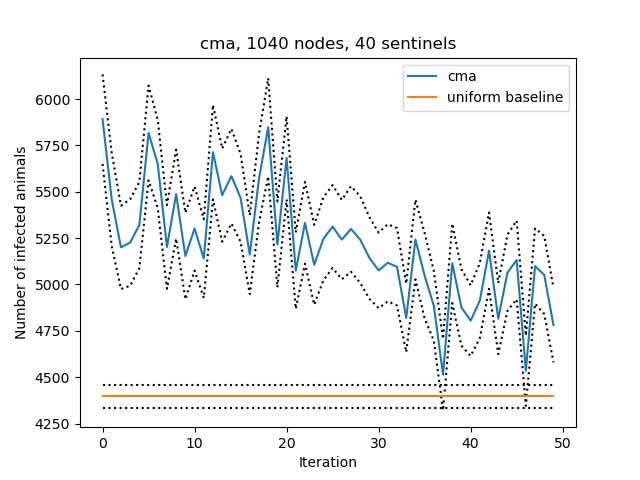 cma, 1040 nodes, 40 sentinels
cma
uniform baseline
Number of infected animals
6000
5750
5500
5250
5000
4750
4500
4250
0 10 20 30 40 50
Iteration